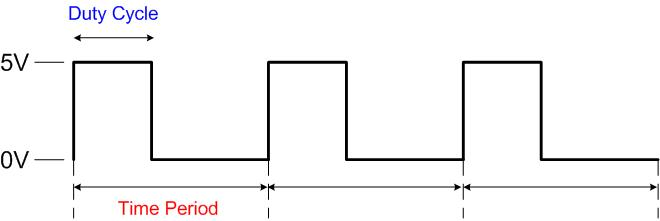 Duty Cycle
5V
0V
Time Period